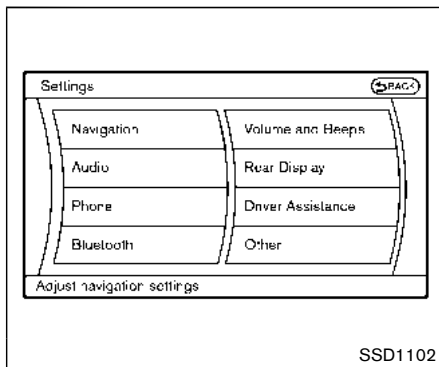 Settings
BACK
Navigation
Volume and Beeps
Audio
Rear Display
Phone
Driver Assistance
Bluetooth
Other
Adjust navigation settings
SSD1102